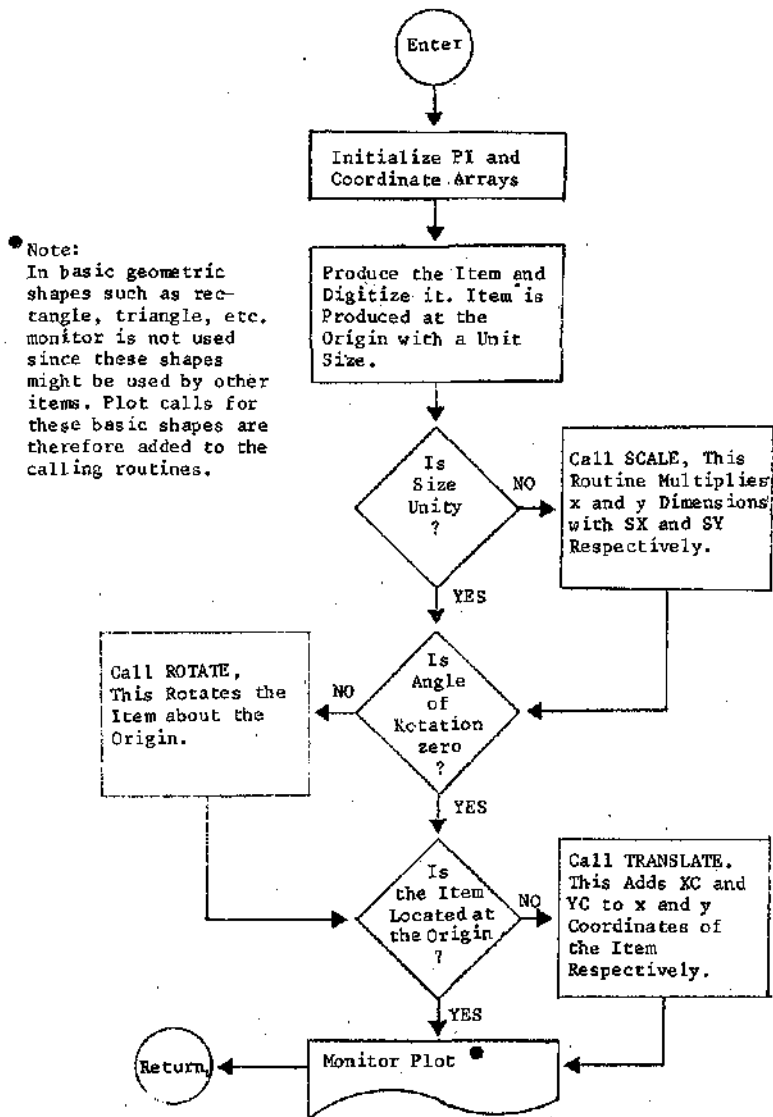 Enter
Initialize PI and
Coordinate Arrays
Note:
In basic geometric
shapes such as rec-
tangle, triangle, etc.
monitor is not used
since these shapes
might be used by other
items. Plot calls for
these basic shapes are
therefore added to the
calling routines.
Produce the Item and
Digitize it. Item is
Produced at the
Origin with a Unit
Size.
Is
Size
Unity
?
NO
Call SCALE, This
Routine Multiplies
x and y Dimensions
with SX and SY
Respectively.
YES
Call ROTATE,
This Rotates the
Item about the
Origin.
NO
Is
Angle
of
Rotation
zero
?
YES
Is
the Item
Located at
the Origin
?
NO
Call TRANSLATE.
This Adds XC and
YC to x and y
Coordinates of
the Item
Respectively.
YES
Monitor Plot
Return